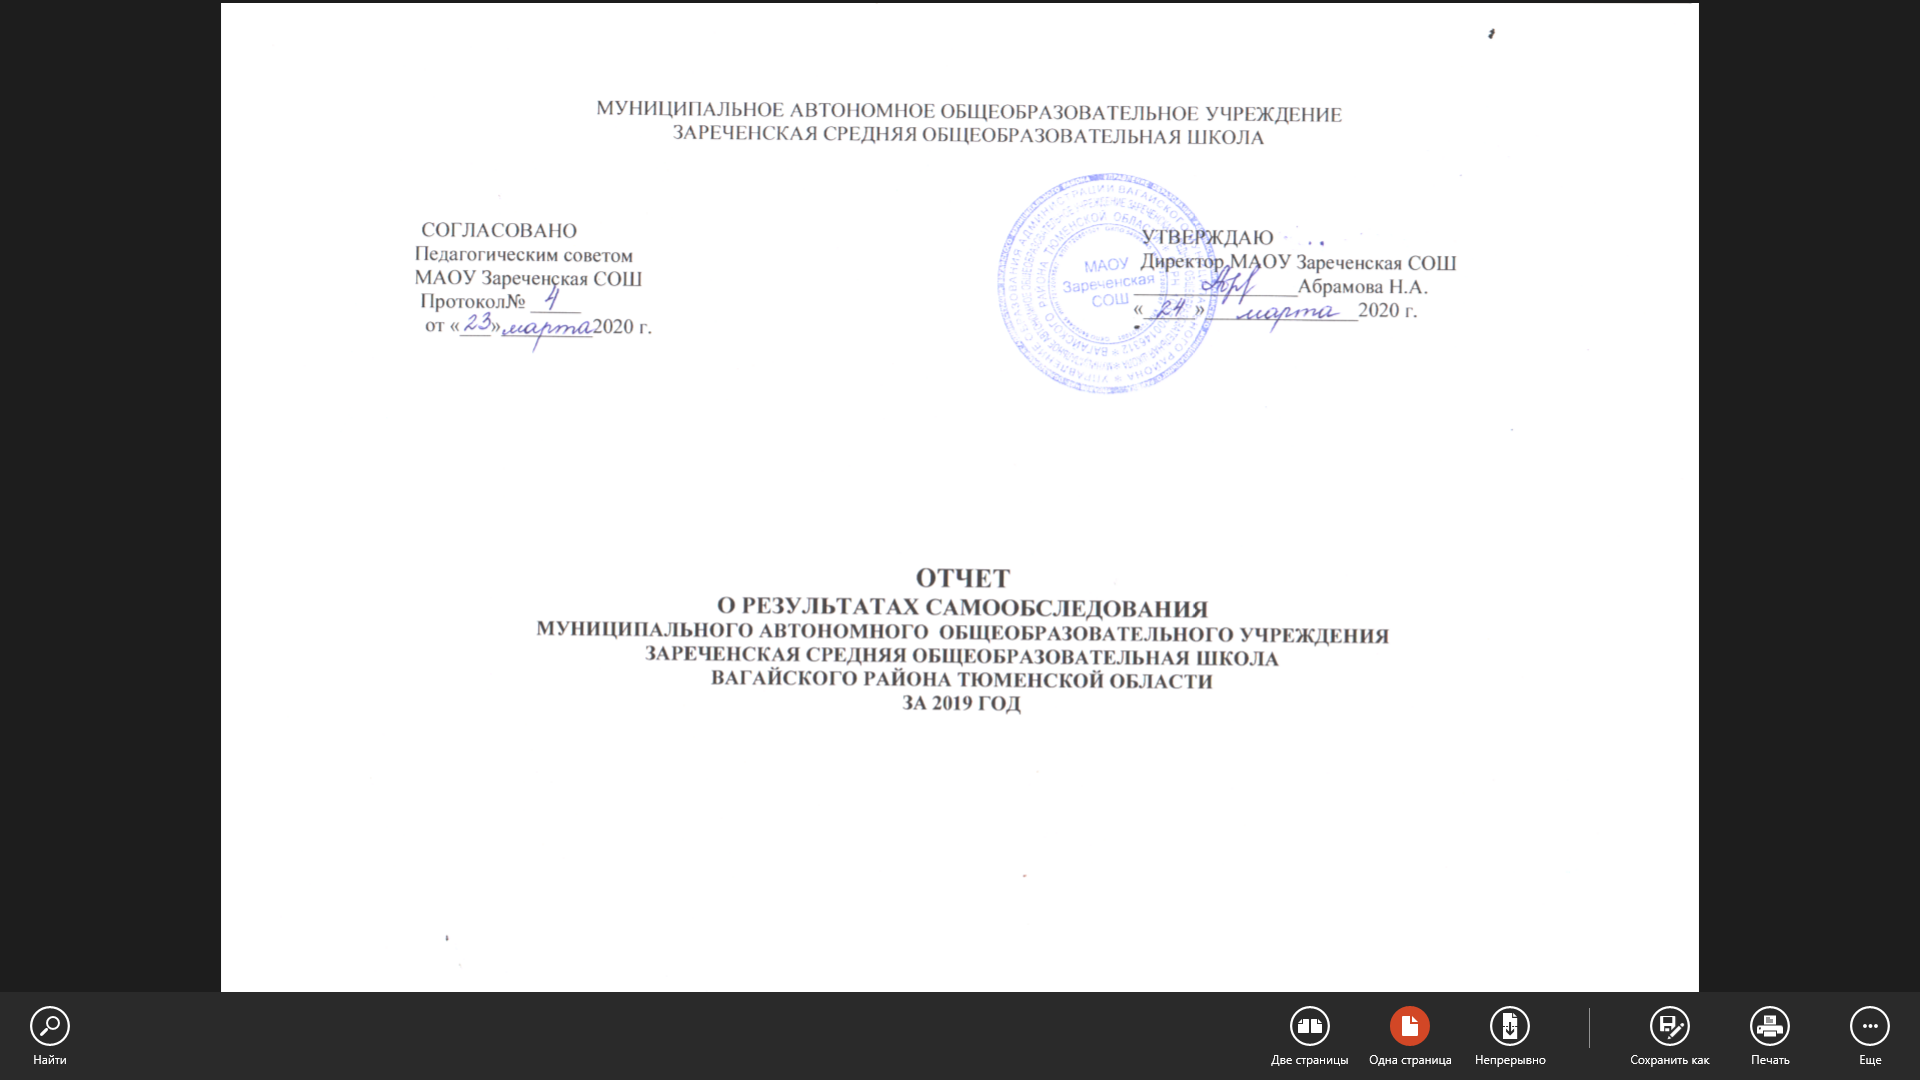 МУНИЦИПАЛЬНОЕ АВТОНОМНОЕ ОБЩЕОБРАЗОВАТЕЛЬНОЕ УЧРЕЖДЕНИЕ
ЗАРЕЧЕНСКАЯ СРЕДНЯЯ ОБЩЕОБРАЗОВАТЕЛЬНАЯ ШКОЛА
СОГЛАСОВАНО
Педагогическим советом
МАОУ Зареченская СОШ
Протокол№ 4
от «23» марта 2020 г.
УТВЕРЖДАЮ
Директор МАОУ Зареченская СОШ
Абрамова Н.А.
«24» марта 2020 г.
МАОУ
Зареченская
СОШ
ОТЧЕТ
О РЕЗУЛЬТАТАХ САМООБСЛЕДОВАНИЯ
МУНИЦИПАЛЬНОГО АВТОНОМНОГО ОБЩЕОБРАЗОВАТЕЛЬНОГО УЧРЕЖДЕНИЯ
ЗАРЕЧЕНСКАЯ СРЕДНЯЯ ОБЩЕОБРАЗОВАТЕЛЬНАЯ ШКОЛА
ВАГАЙСКОГО РАЙОНА ТЮМЕНСКОЙ ОБЛАСТИ
ЗА 2019 ГОД
Найти
Две страницы
Одна страница
Непрерывно
Сохранить как
Печать
Еще